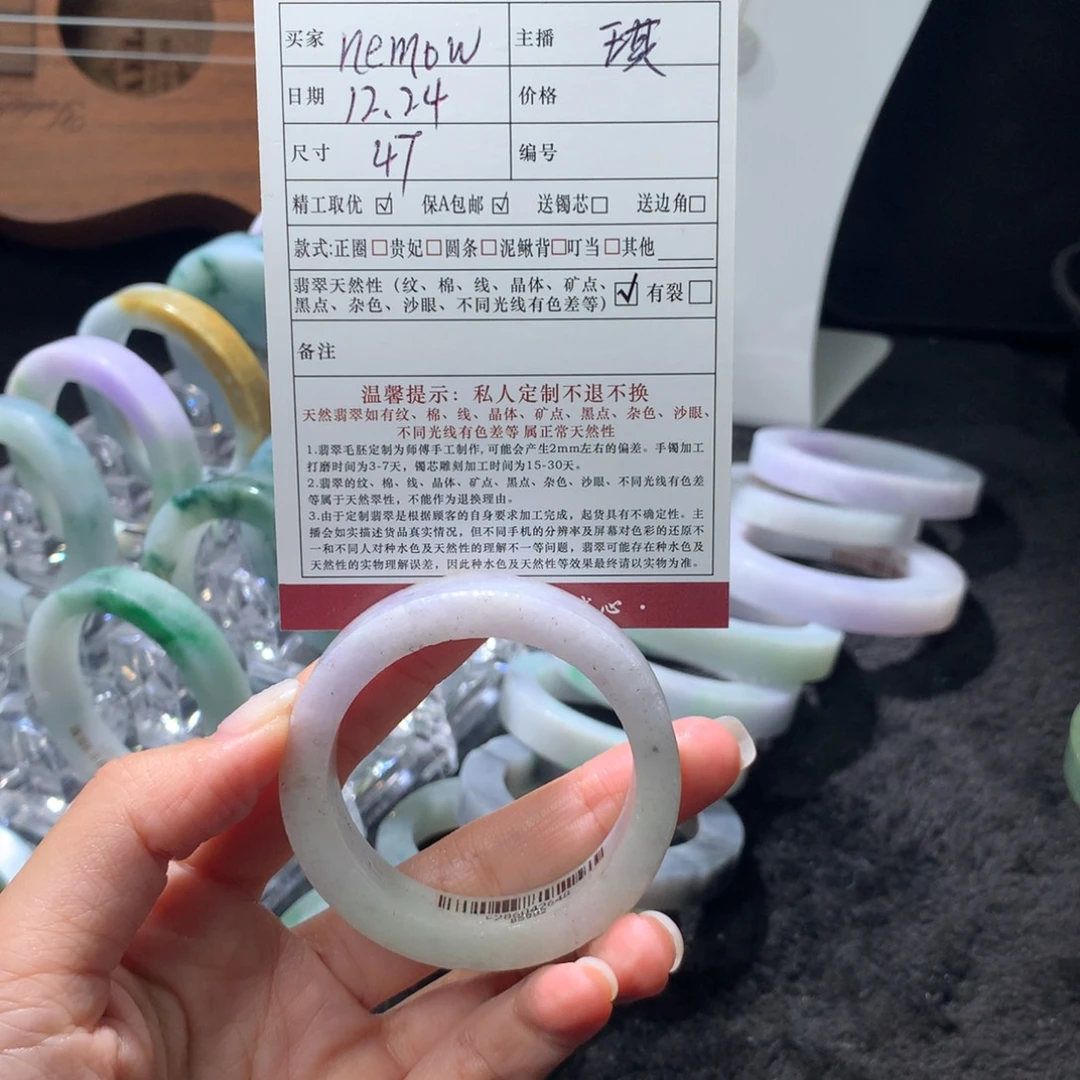 买家 nemow 主播 琪
日期 12.24 价格
尺寸 47 编号
精工取优☑ 保A包邮☑ 送镯芯□ 送边角□
款式:正圈□贵妃□圆条□泥鳅背□叮当□其他____
翡翠天然性（纹、棉、线、晶体、矿点、
黑点、杂色、沙眼、不同光线有色差等）☑ 有裂□
备注
温馨提示：私人定制不退不换
天然翡翠如有纹、棉、线、晶体、矿点、黑点、杂色、沙眼、
不同光线有色差等属正常天然性
1.翡翠毛胚定制为师傅手工制作,可能会产生2mm左右的偏差。手镯加工
打磨时间为3-7天，镯芯雕刻加工时间为15-30天。
2.翡翠的纹、棉、线、晶体、矿点、黑点、杂色、沙眼、不同光线有色差
等属于天然翠性，不能作为退换理由。
3.由于定制翡翠是根据顾客的自身要求加工完成，起货具有不确定性。主
播会如实描述货品真实情况，但不同手机的分辨率及屏幕对色彩的还原不
一和不同人对种水色及天然性的理解不一等问题，翡翠可能存在种水色及
天然性的实物理解误差，因此种水色及天然性等效果最终请以实物为准。
心·